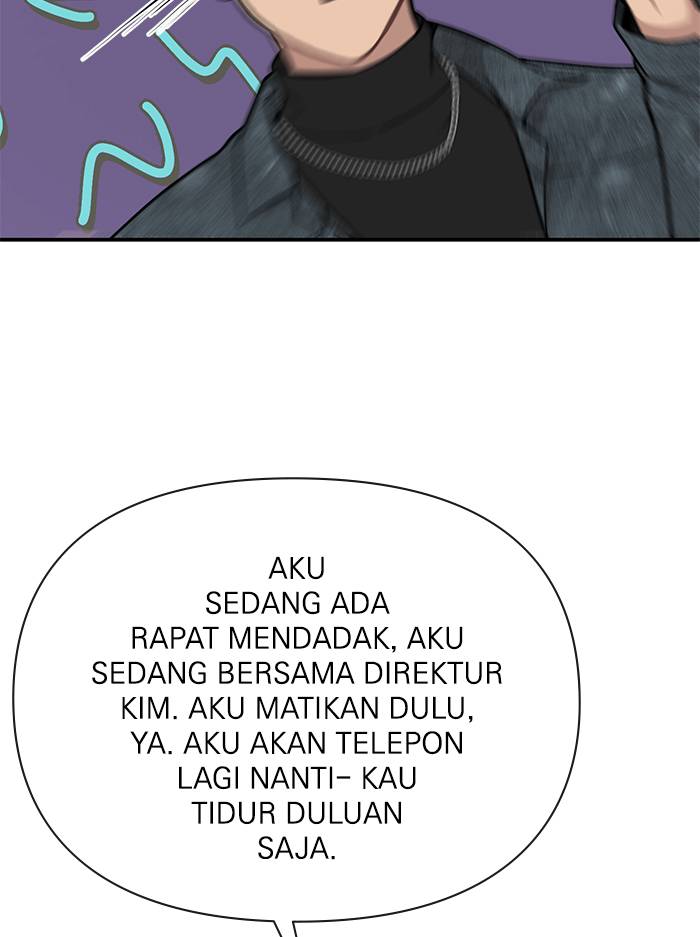 AKU
SEDANG ADA
RAPAT MENDADAK, AKU
SEDANG BERSAMA DIREKTUR
KIM. AKU MATIKAN DULU,
YA. AKU AKAN TELEPON
LAGI NANTI- KAU
TIDUR DULUAN
SAJA.